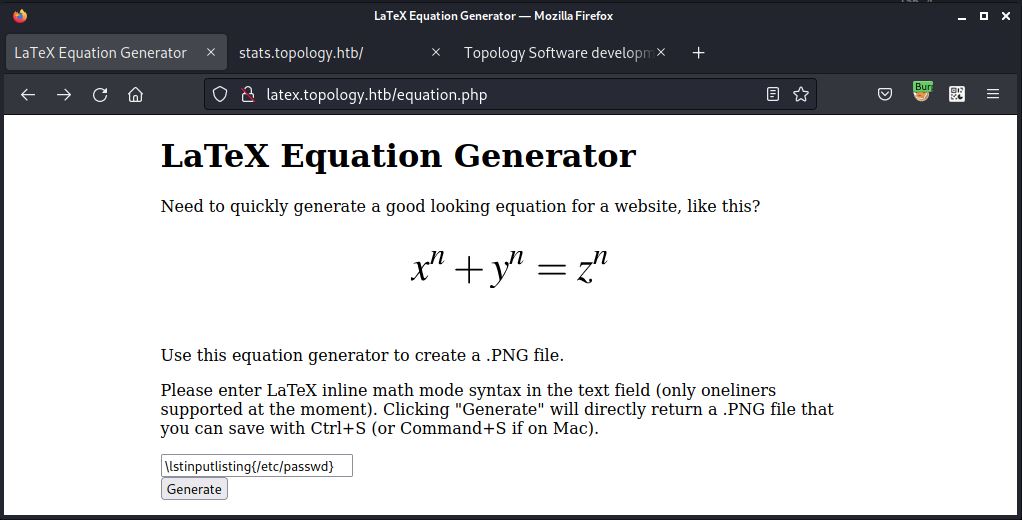 LaTeX Equation Generator — Mozilla Firefox
LaTeX Equation Generator
stats.topology.htb/
Topology Software developm
latex.topology.htb/equation.php
LaTeX Equation Generator
Need to quickly generate a good looking equation for a website, like this?
xⁿ + yⁿ = zⁿ
Use this equation generator to create a .PNG file.
Please enter LaTeX inline math mode syntax in the text field (only oneliners
supported at the moment). Clicking "Generate" will directly return a .PNG file that
you can save with Ctrl+S (or Command+S if on Mac).
\lstinputlisting{/etc/passwd}
Generate